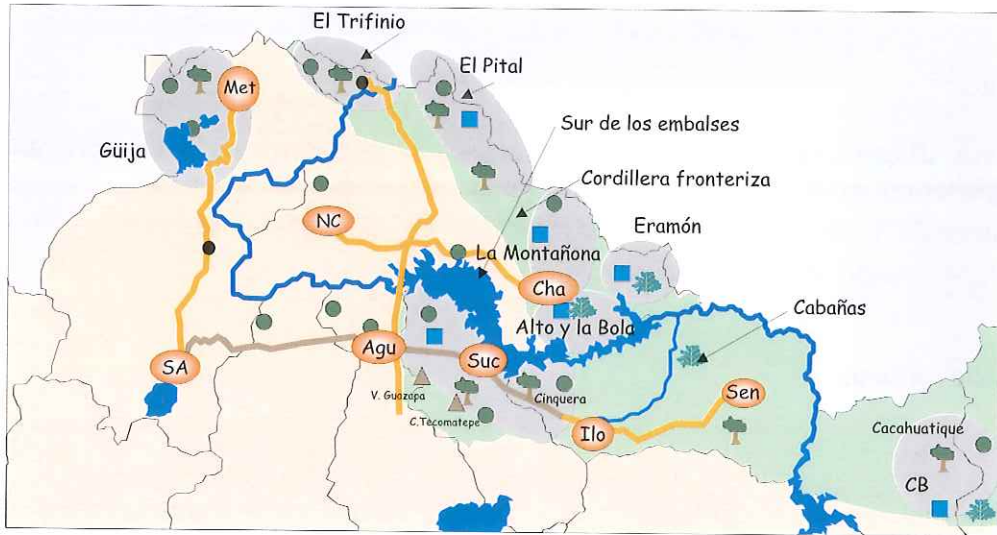 El Trifinio
El Pital
Met
Sur de los embalses
Güija
Cordillera fronteriza
NC
Eramón
La Montañona
Cha
Cabañas
Alto y la Bola
Agu
SA
Suc
V. Guazapa
Cinquera
Sen
C.Tecomatepe
Ilo
Cacahuatique
CB